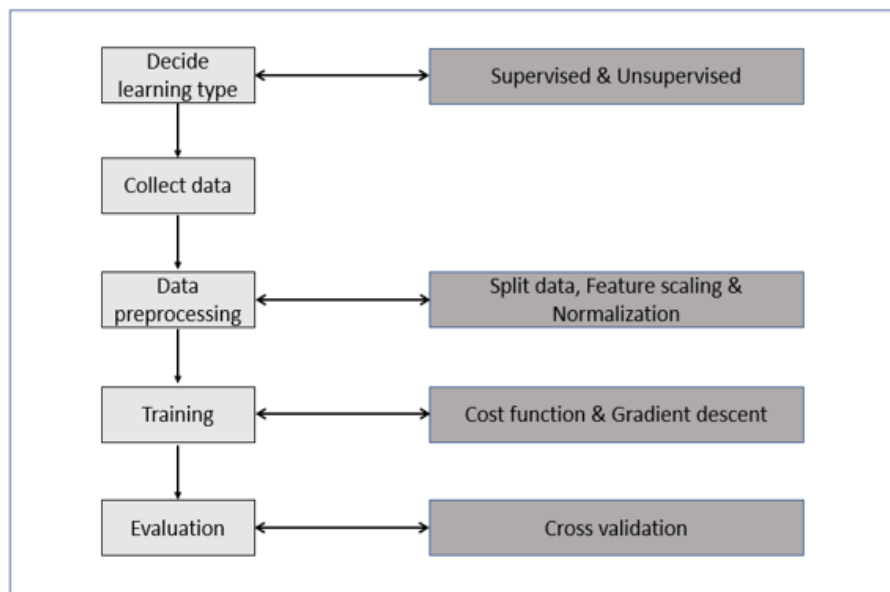 Decide
learning type
Supervised & Unsupervised
Collect data
Data
preprocessing
Split data, Feature scaling &
Normalization
Training
Cost function & Gradient descent
Evaluation
Cross validation